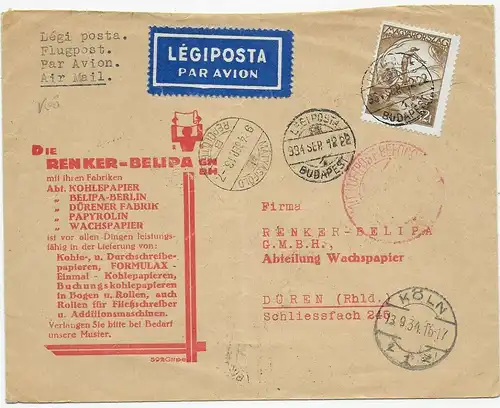 Légi posta.
Flugpost.
Par Avion.
Air Mail.
LÉGIPOSTA
PAR AVION
MAGYARORSZÁG
BUDAPEST
LÉGIPOSTA
934 SEP 12 22
BUDAPEST
DIE
RENKER-BELIPA GM
BH
mit ihren Fabriken
Abt. KOHLEPAPIER
„ BELIPA-BERLIN
„ DÜRENER FABRIK
„ PAPYROLIN
„ WACHSPAPIER
ist vor allen Dingen leistungs-
fähig in der Lieferung von:
Kohle-, u. Durchschreibe-
papieren, FORMULAX-
Einmal-Kohlepapieren,
Buchungskohlepapieren
in Bogen u. Rollen, auch
Rollen für Fließschreiber
u. Additionsmaschinen.
Verlangen Sie bitte bei Bedarf
unsere Muster.
Firma
RENKER-BELIPA
G.M.B.H.,
Abteilung Wachspapier
DÜREN (Rhld.
Schliessfach 246
KÖLN
13.9.34.16-17